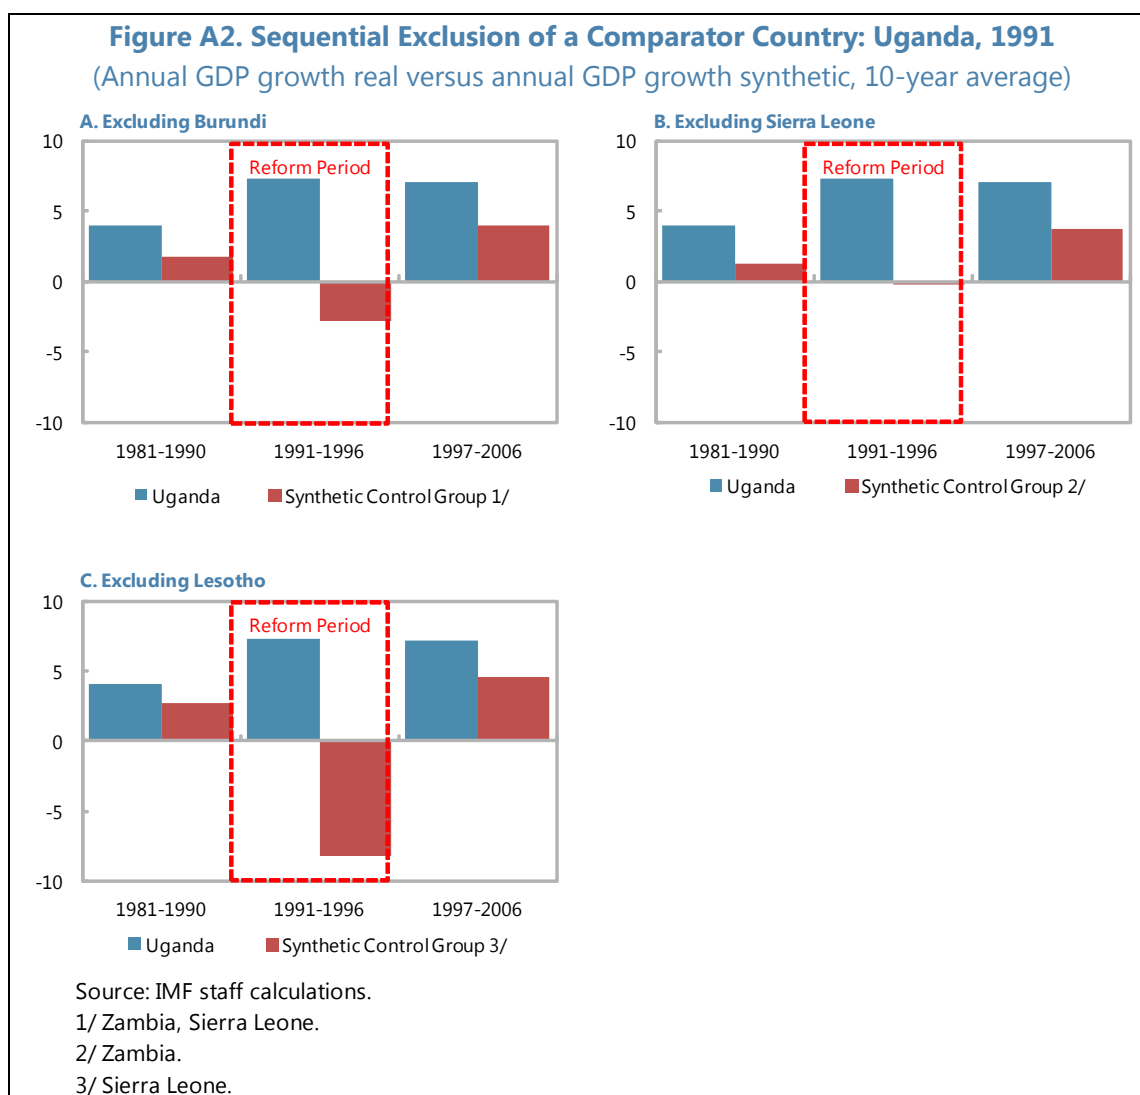 Figure A2. Sequential Exclusion of a Comparator Country: Uganda, 1991
(Annual GDP growth real versus annual GDP growth synthetic, 10-year average)
A. Excluding Burundi
10
5
0
-5
-10
Reform Period
1981-1990 1991-1996 1997-2006
Uganda Synthetic Control Group 1/
B. Excluding Sierra Leone
10
5
0
-5
-10
Reform Period
1981-1990 1991-1996 1997-2006
Uganda Synthetic Control Group 2/
C. Excluding Lesotho
10
5
0
-5
-10
Reform Period
1981-1990 1991-1996 1997-2006
Uganda Synthetic Control Group 3/
Source: IMF staff calculations.
1/ Zambia, Sierra Leone.
2/ Zambia.
3/ Sierra Leone.